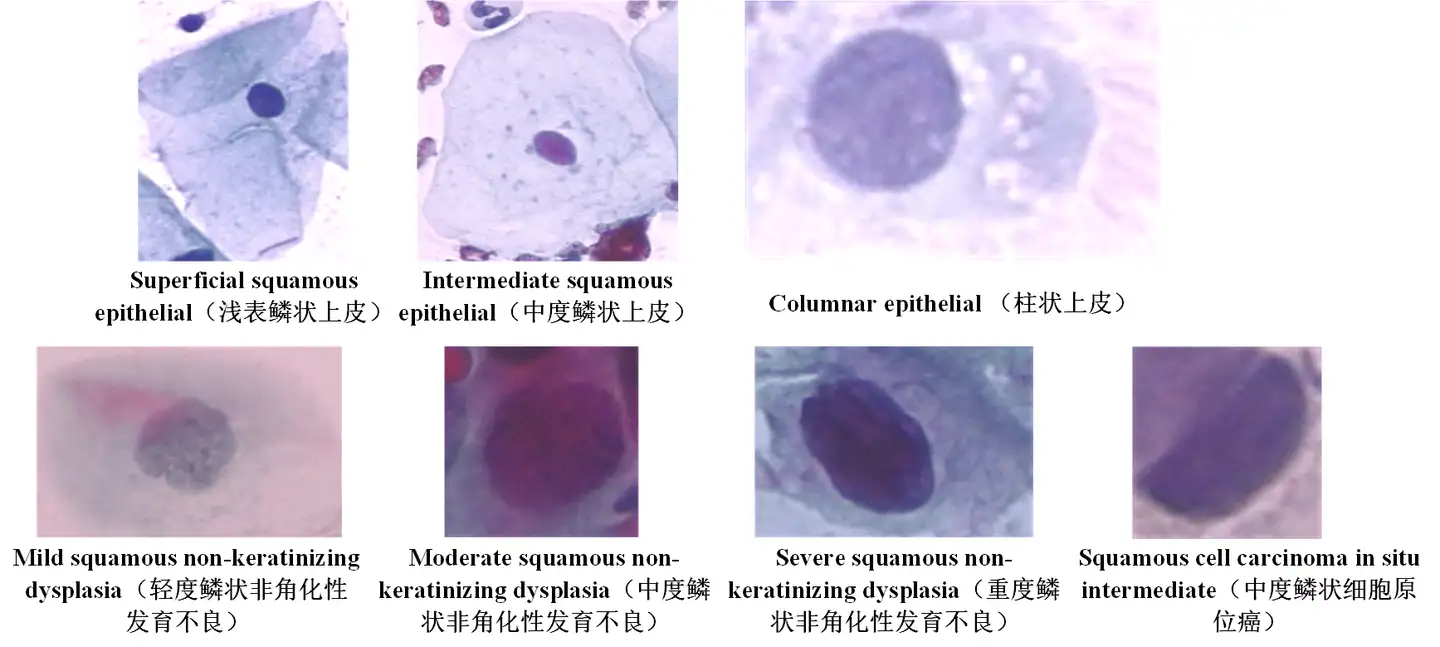 Superficial squamous
epithelial（浅表鳞状上皮）
Intermediate squamous
epithelial（中度鳞状上皮）
Columnar epithelial （柱状上皮）
Mild squamous non-keratinizing
dysplasia（轻度鳞状非角化性
发育不良）
Moderate squamous non-
keratinizing dysplasia（中度鳞
状非角化性发育不良）
Severe squamous non-
keratinizing dysplasia（重度鳞
状非角化性发育不良）
Squamous cell carcinoma in situ
intermediate（中度鳞状细胞原
位癌）